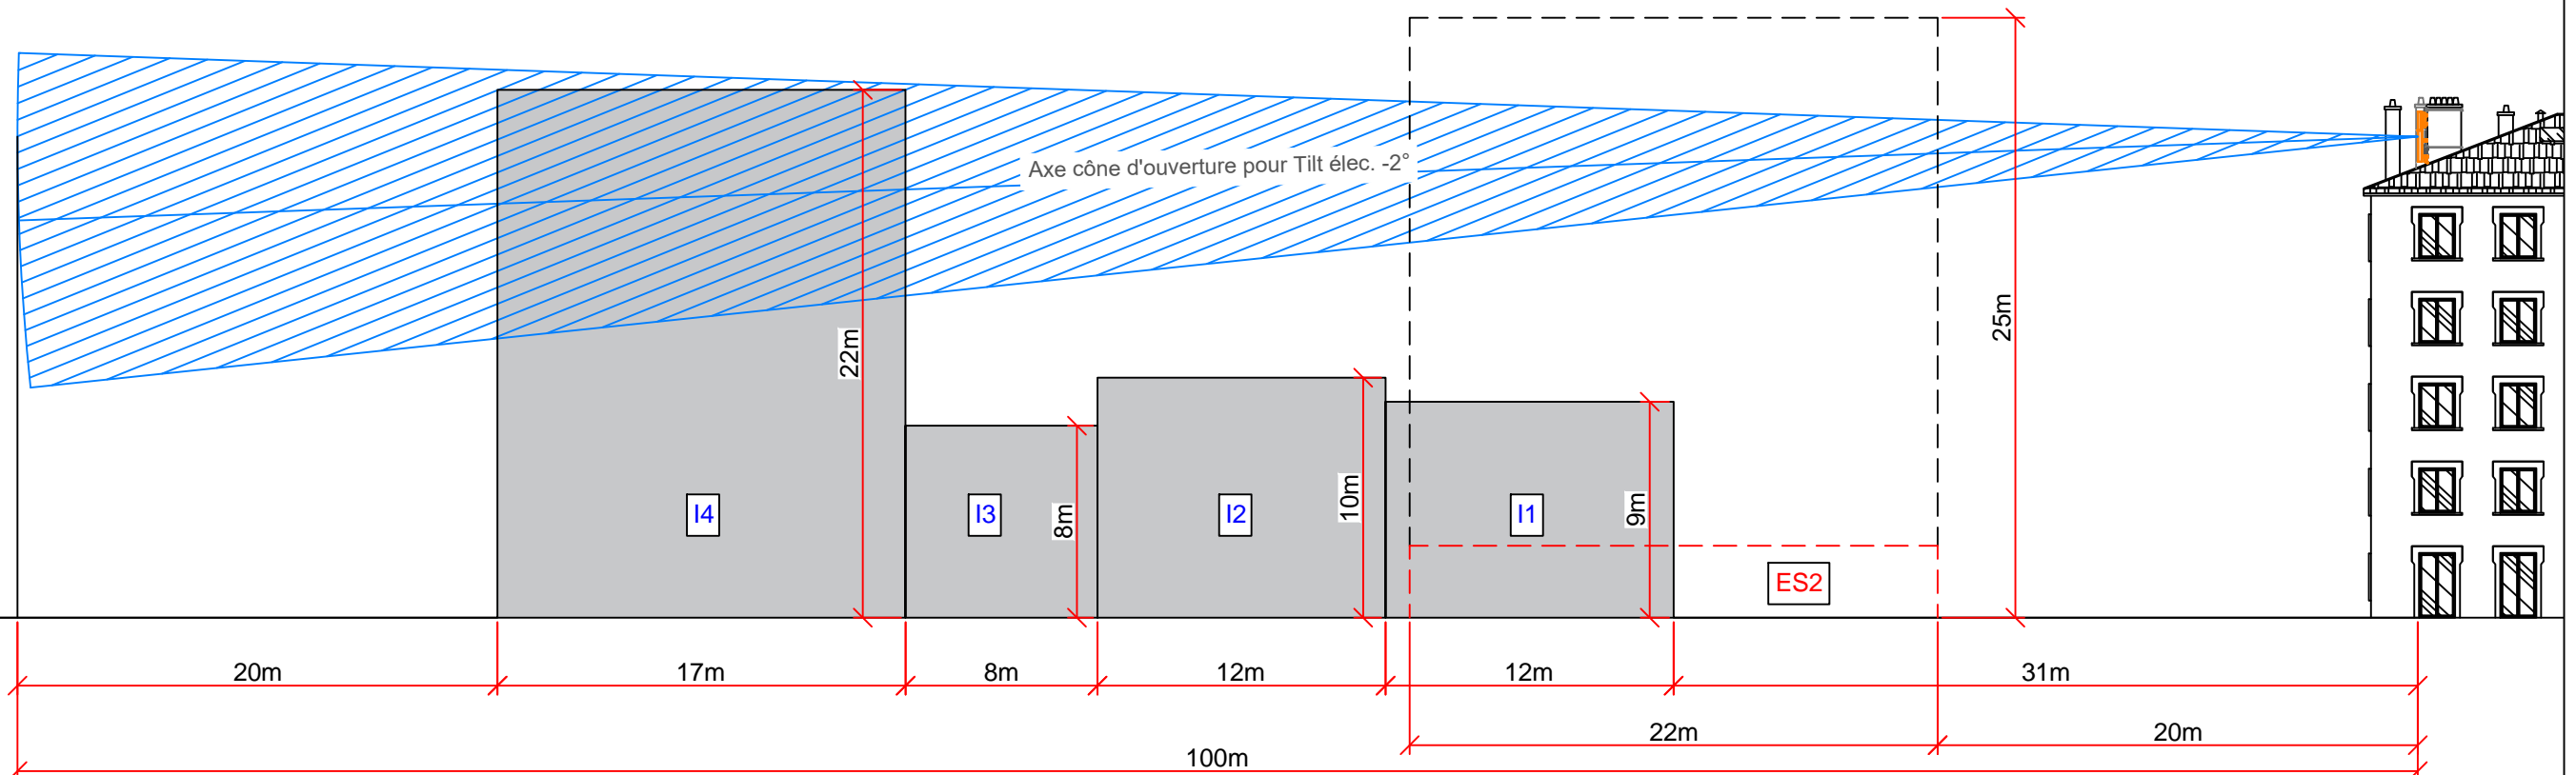 Axe cône d'ouverture pour Tilt élec. -2°
25m
22m
10m
9m
8m
I4
I3
I2
I1
ES2
20m
17m
8m
12m
12m
31m
22m
20m
100m